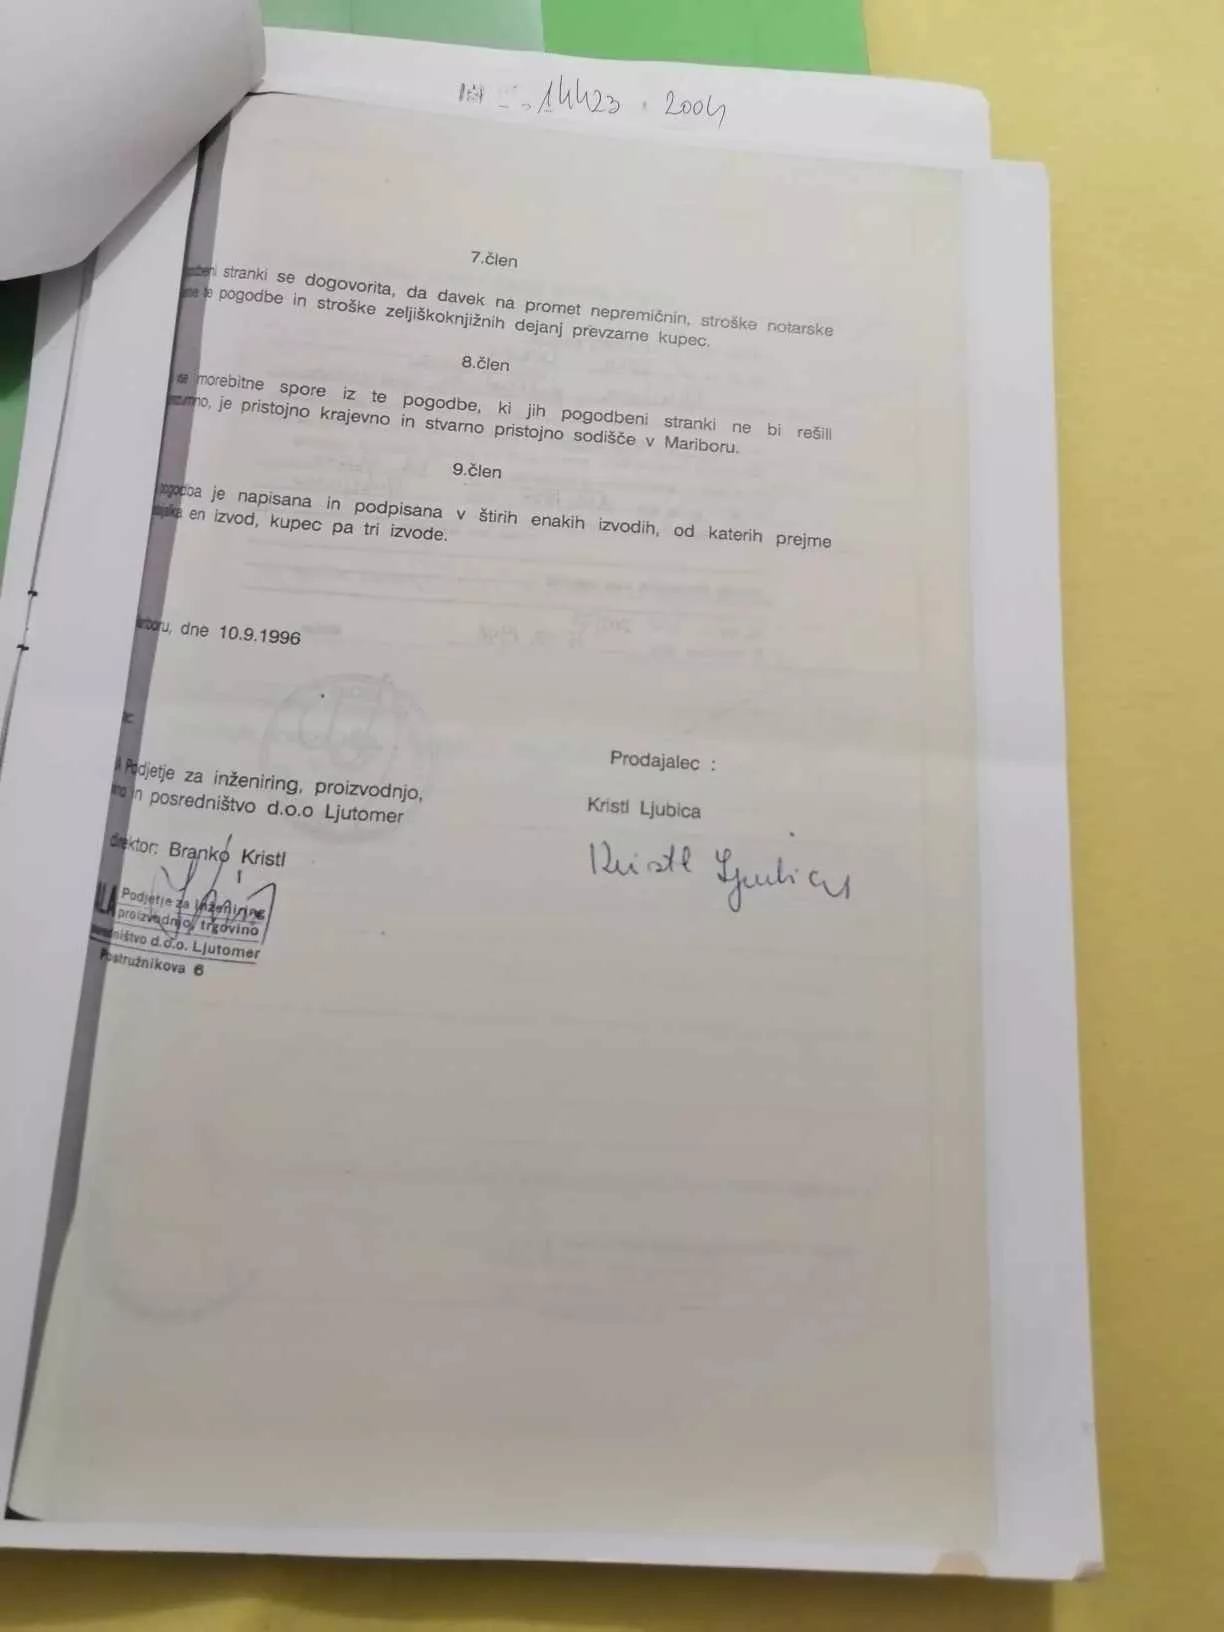 14423 . 2004
7.člen
stranki se dogovorita, da davek na promet nepremičnin, stroške notarske
te pogodbe in stroške zeljiškoknjižnih dejanj prevzame kupec.
8.člen
morebitne spore iz te pogodbe, ki jih pogodbeni stranki ne bi rešili
je pristojno krajevno in stvarno pristojno sodišče v Mariboru.
9.člen
pogodba je napisana in podpisana v štirih enakih izvodih, od katerih prejme
en izvod, kupec pa tri izvode.
dne 10.9.1996
Podjetje za inženiring, proizvodnjo,
in posredništvo d.o.o Ljutomer
direktor: Branko Kristl
Podjetje za inženiring
proizvodnjo, trgovino
d.o.o. Ljutomer
Postružnikova 6
Prodajalec :
Kristl Ljubica
Kristl Ljubica